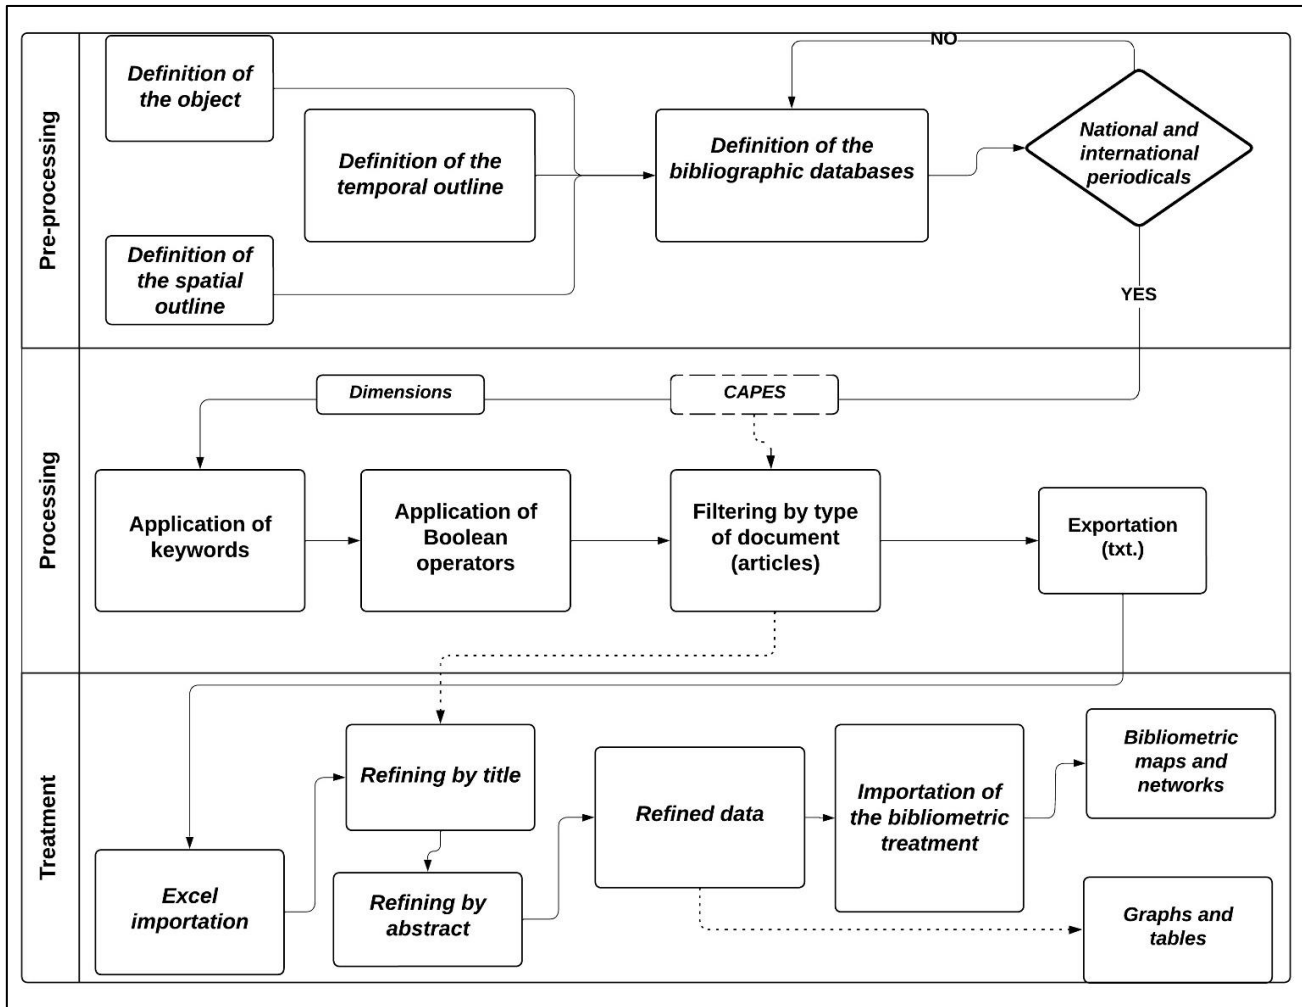 Pre-processing
Definition of
the object
Definition of the
temporal outline
Definition of
the spatial
outline
Definition of the
bibliographic databases
NO
National and
international
periodicals
YES
Processing
Dimensions
CAPES
Application of
keywords
Application of
Boolean
operators
Filtering by type
of document
(articles)
Exportation
(txt.)
Treatment
Excel
importation
Refining by title
Refining by
abstract
Refined data
Importation of
the bibliometric
treatment
Bibliometric
maps and
networks
Graphs and
tables